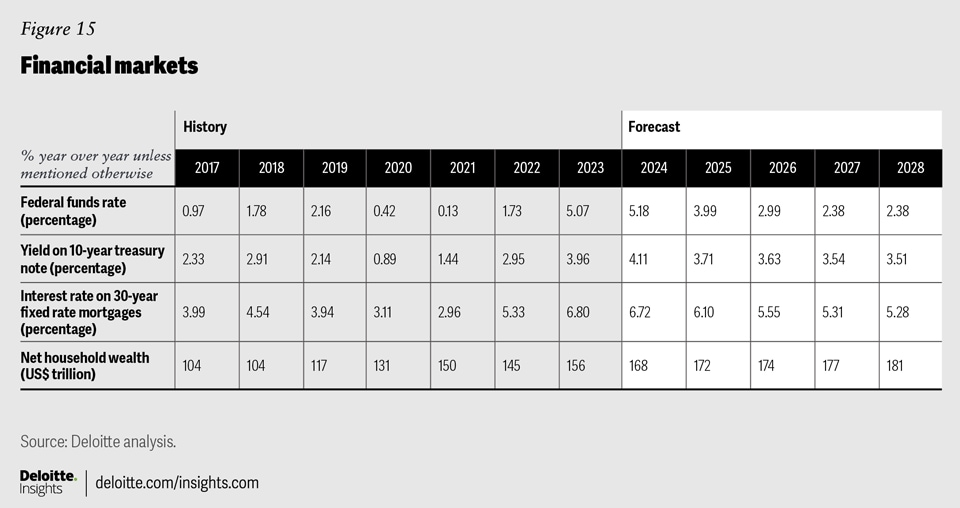 Figure 15
Financial markets
History Forecast
% year over year unless
mentioned otherwise
2017 2018 2019 2020 2021 2022 2023 2024 2025 2026 2027 2028
Federal funds rate
(percentage)
0.97 1.78 2.16 0.42 0.13 1.73 5.07 5.18 3.99 2.99 2.38 2.38
Yield on 10-year treasury
note (percentage)
2.33 2.91 2.14 0.89 1.44 2.95 3.96 4.11 3.71 3.63 3.54 3.51
Interest rate on 30-year
fixed rate mortgages
(percentage)
3.99 4.54 3.94 3.11 2.96 5.33 6.80 6.72 6.10 5.55 5.31 5.28
Net household wealth
(US$ trillion)
104 104 117 131 150 145 156 168 172 174 177 181
Source: Deloitte analysis.
Deloitte.
Insights
deloitte.com/insights.com